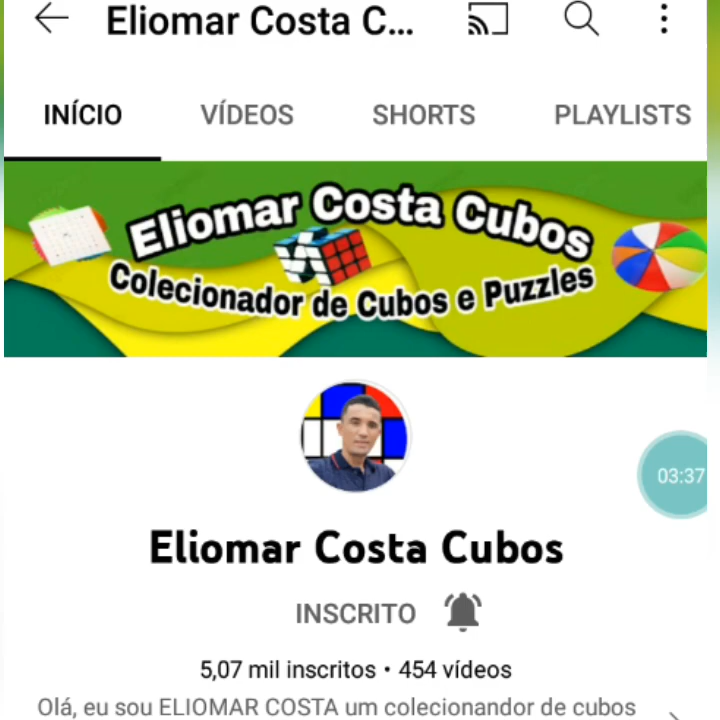 Eliomar Costa C...
INÍCIO VÍDEOS SHORTS PLAYLISTS
Eliomar Costa Cubos
Colecionador de Cubos e Puzzles
03:37
Eliomar Costa Cubos
INSCRITO
5,07 mil inscritos • 454 vídeos
Olá, eu sou ELIOMAR COSTA um colecionandor de cubos